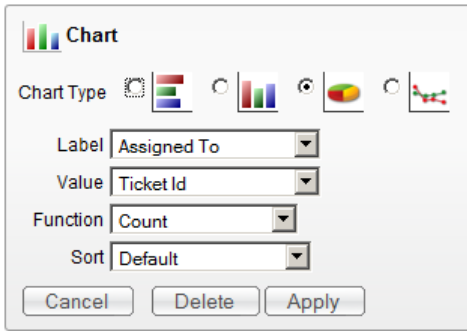 Chart
Chart Type
Label Assigned To
Value Ticket Id
Function Count
Sort Default
Cancel Delete Apply